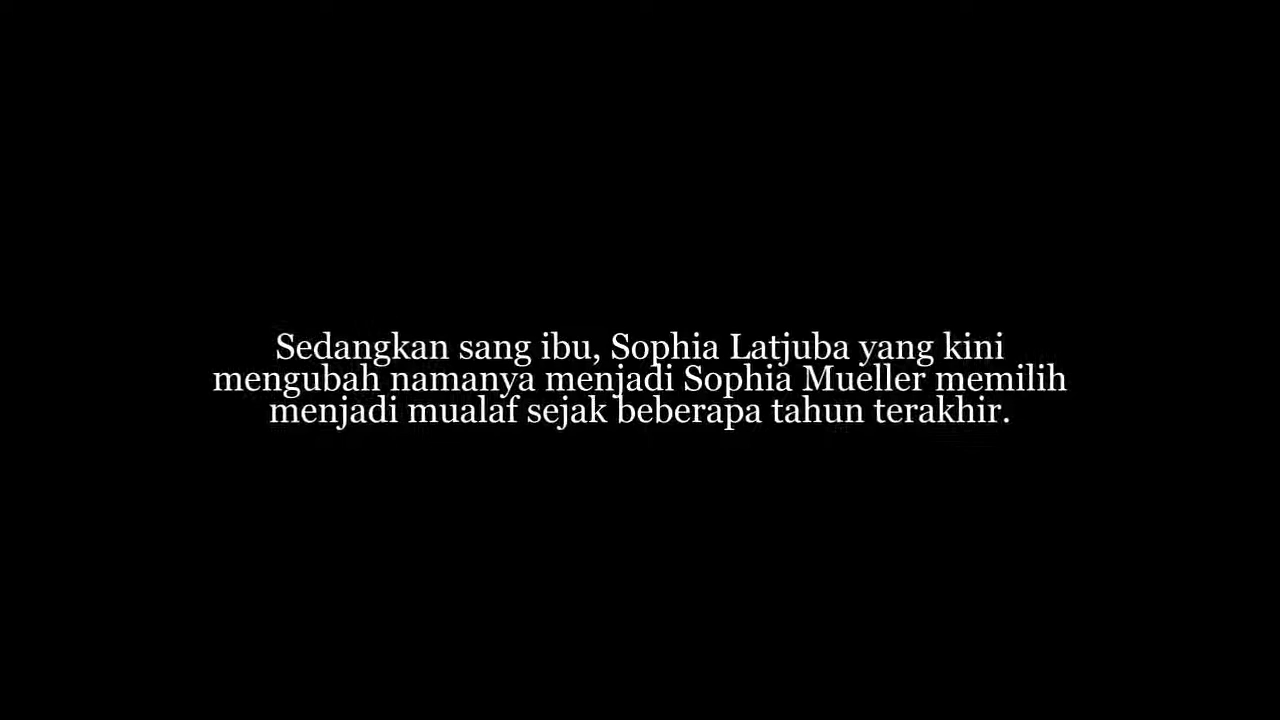 Sedangkan sang ibu, Sophia Latjuba yang kini
mengubah namanya menjadi Sophia Mueller memilih
menjadi mualaf sejak beberapa tahun terakhir.